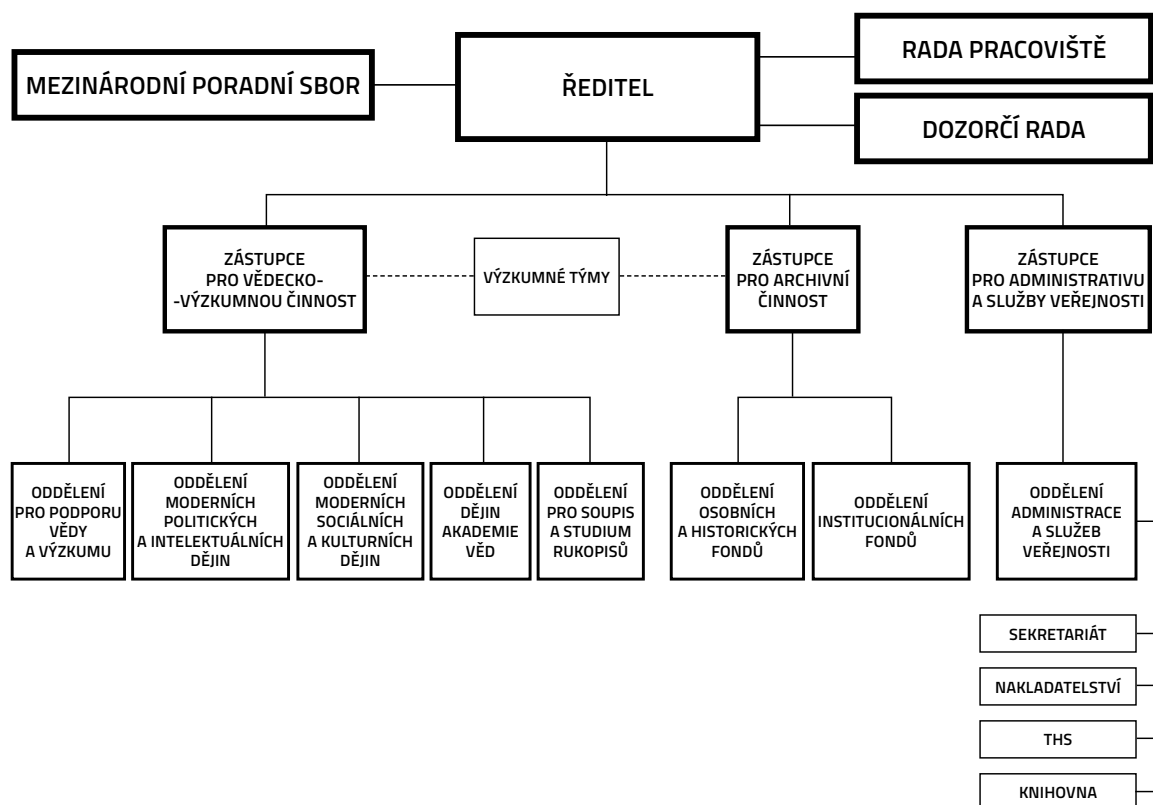 MEZINÁRODNÍ PORADNÍ SBOR
ŘEDITEL
RADA PRACOVIŠTĚ
DOZORČÍ RADA
ZÁSTUPCE
PRO VĚDECKO-
-VÝZKUMNOU ČINNOST
VÝZKUMNÉ TÝMY
ZÁSTUPCE
PRO ARCHIVNÍ
ČINNOST
ZÁSTUPCE
PRO ADMINISTRATIVU
A SLUŽBY VEŘEJNOSTI
ODDĚLENÍ
PRO PODPORU
VĚDY
A VÝZKUMU
ODDĚLENÍ
MODERNÍCH
POLITICKÝCH
A INTELEKTUÁLNÍCH
DĚJIN
ODDĚLENÍ
MODERNÍCH
SOCIÁLNÍCH
A KULTURNÍCH
DĚJIN
ODDĚLENÍ
DĚJIN
AKADEMIE
VĚD
ODDĚLENÍ
PRO SOUPIS
A STUDIUM
RUKOPISŮ
ODDĚLENÍ
OSOBNÍCH
A HISTORICKÝCH
FONDŮ
ODDĚLENÍ
INSTITUCIONÁLNÍCH
FONDŮ
ODDĚLENÍ
ADMINISTRACE
A SLUŽEB
VEŘEJNOSTI
SEKRETARIÁT
NAKLADATELSTVÍ
THS
KNIHOVNA